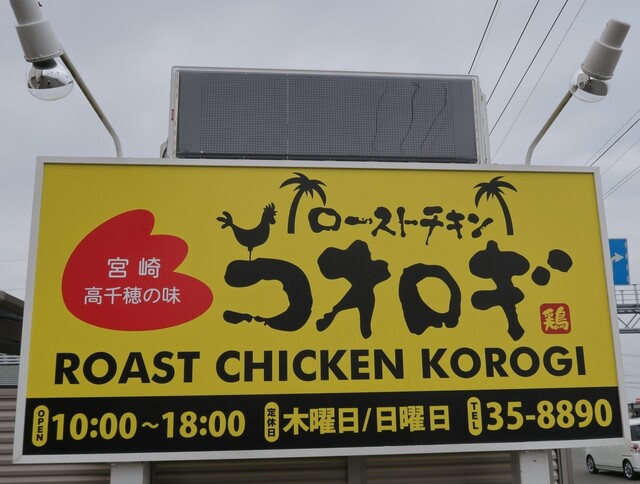 ローストチキン
宮崎
高千穂の味
コオロギ
鶏
ROAST CHICKEN KOROGI
OPEN 10:00~18:00 定休日 木曜日/日曜日 TEL 35-8890